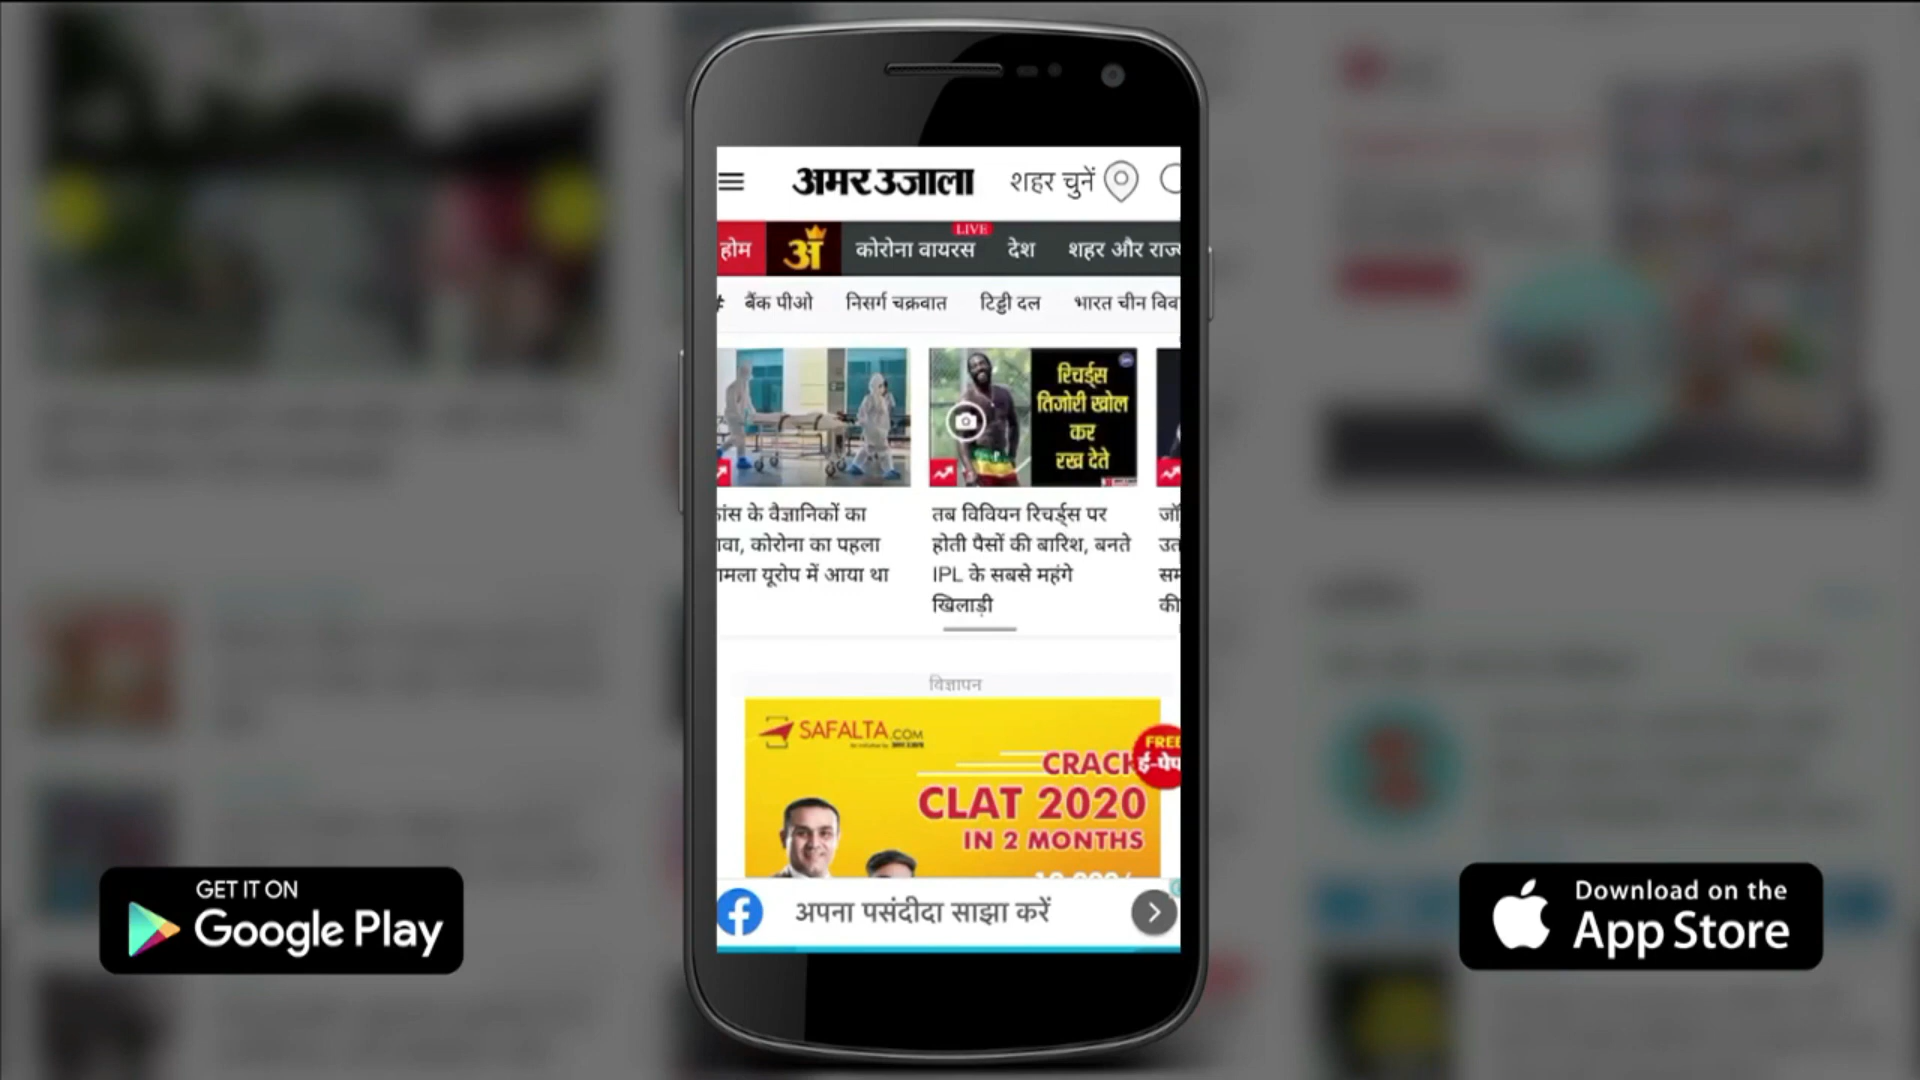 अमर उजाला
शहर चुनें
होम
अं
कोरोना वायरस
LIVE
देश
शहर और
बैंक पीओ
निसर्ग चक्रवात
टिड्डी दल
भारत चीन
रिचर्ड्स
तिजोरी खोल
कर
रख देते
के वैज्ञानिकों का
कोरोना का पहला
यूरोप में आया था
तब विवियन रिचर्ड्स पर
होती पैसों की बारिश, बनते
IPL के सबसे महंगे
खिलाड़ी
विज्ञापन
SAFALTA.COM
CRACK
CLAT 2020
IN 2 MONTHS
FREE
अपना पसंदीदा साझा करें
GET IT ON
Google Play
Download on the
App Store